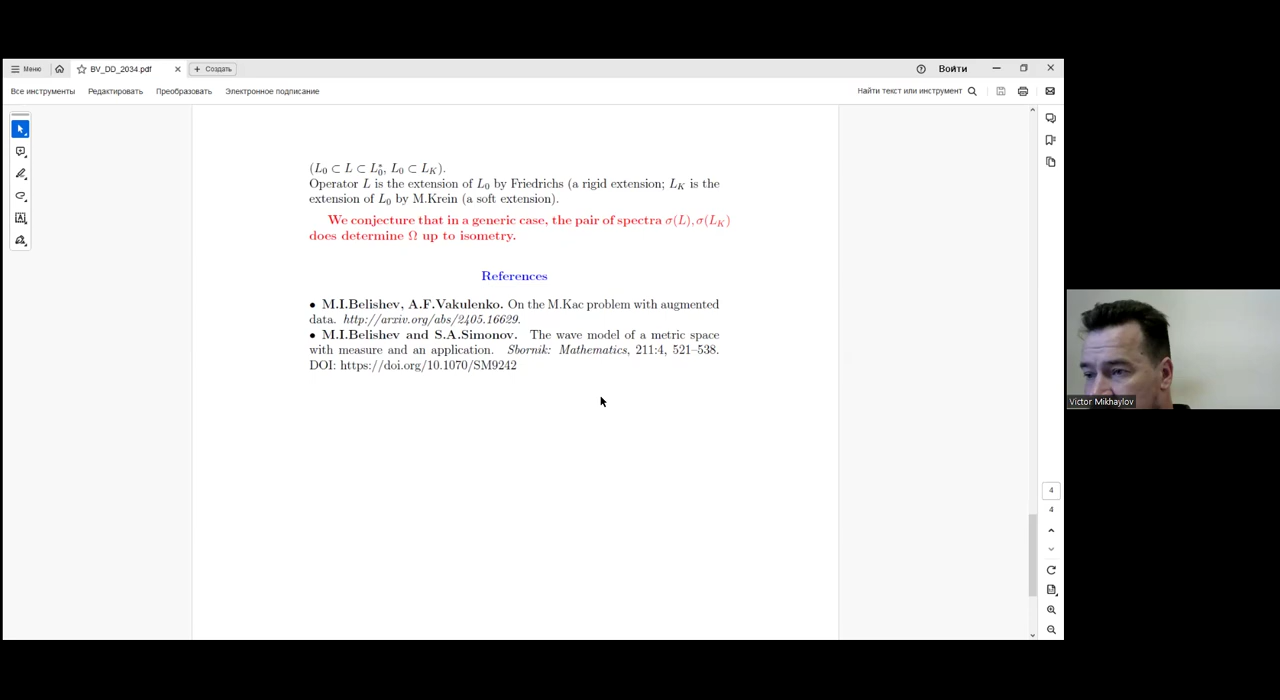 Меню
BV_DD_2034.pdf
Создать
Войти
Все инструменты
Редактировать
Преобразовать
Электронное подписание
Найти текст или инструмент
(L₀ ⊂ L ⊂ L₀*, L₀ ⊂ L_K).
Operator L is the extension of L₀ by Friedrichs (a rigid extension; L_K is the
extension of L₀ by M.Krein (a soft extension).
We conjecture that in a generic case, the pair of spectra σ(L), σ(L_K)
does determine Ω up to isometry.
References
• M.I.Belishev, A.F.Vakulenko. On the M.Kac problem with augmented
data. http://arxiv.org/abs/2405.16629.
• M.I.Belishev and S.A.Simonov. The wave model of a metric space
with measure and an application. Sbornik: Mathematics, 211:4, 521–538.
DOI: https://doi.org/10.1070/SM9242
4
4
Victor Mikhaylov